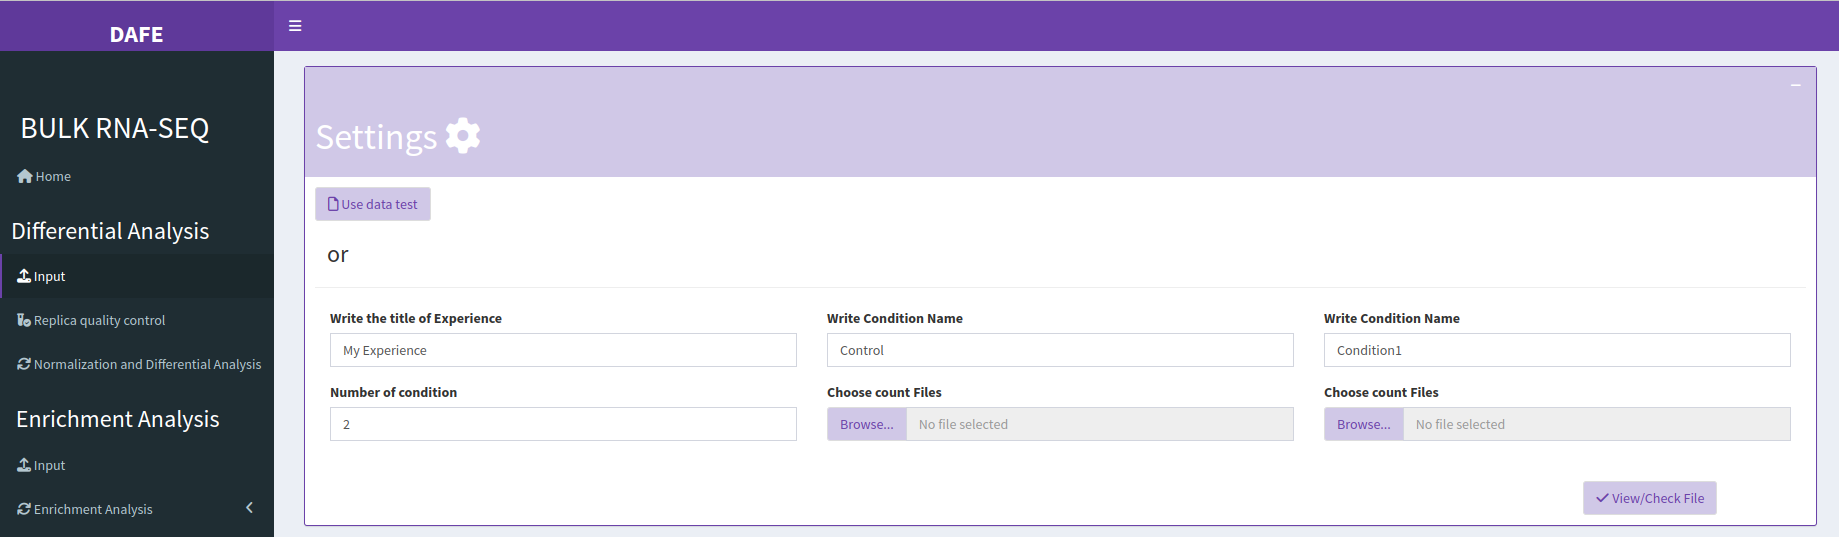 DAFE
BULK RNA-SEQ
Home
Differential Analysis
Input
Replica quality control
Normalization and Differential Analysis
Enrichment Analysis
Input
Enrichment Analysis
Settings
Use data test
or
Write the title of Experience
My Experience
Number of condition
2
Write Condition Name
Control
Choose count Files
Browse... No file selected
Write Condition Name
Condition1
Choose count Files
Browse... No file selected
View/Check File